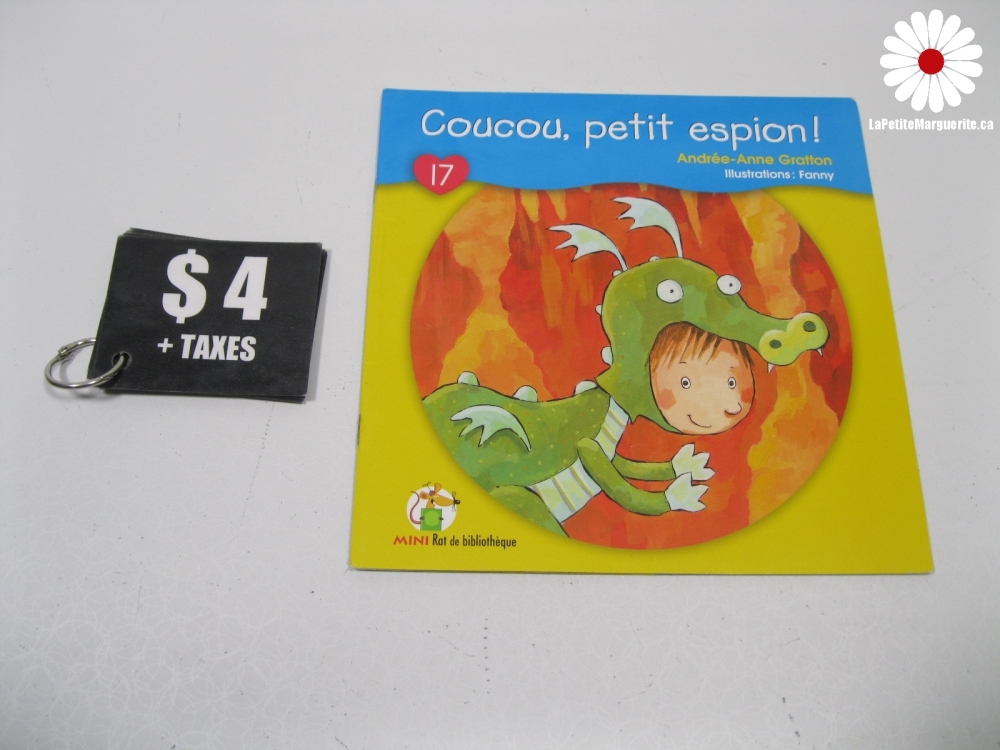 LaPetiteMarguerite.ca
Coucou, petit espion!
Andrée-Anne Gratton
Illustrations: Fanny
17
$4
+ TAXES
MINI Rat de bibliothèque